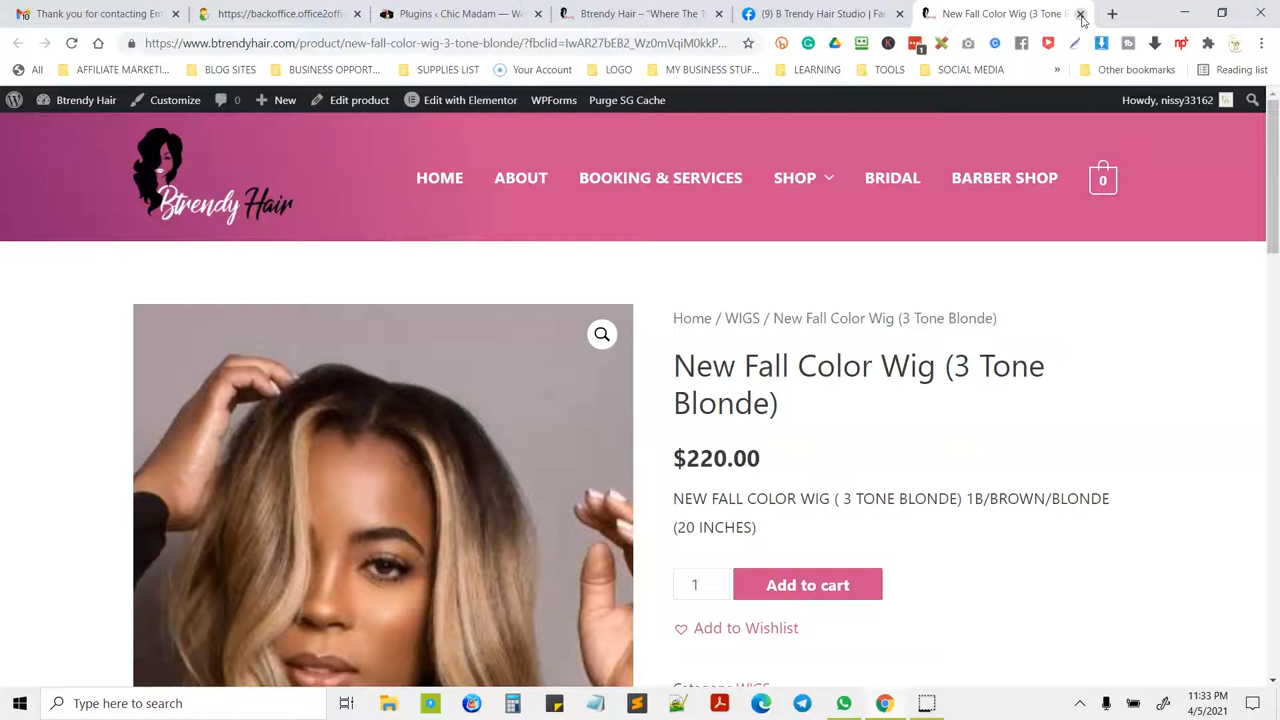 Thank you for contacting
https://backoffice.office2offi
Plugins ‹ Chic Madame — W
Btrendy Hair – "Where The T
(9) B Trendy Hair Studio | Fa
New Fall Color Wig (3 Tone B
https://www.btrendyhair.com/product/new-fall-color-wig-3-tone-blonde/?fbclid=IwAR27bEB2_WzDmVqiM0kkP...
All
AFFILIATE MARKETI...
BLOG SITES
BUSINESS OPPORT...
SUPPLIES LIST
Your Account
LOGO
MY BUSINESS STUF...
LEARNING
TOOLS
SOCIAL MEDIA
»
Other bookmarks
Reading list
Btrendy Hair
Customize
0
New
Edit product
Edit with Elementor
WPForms
Purge SG Cache
Howdy, nissy33162
Btrendy Hair
HOME
ABOUT
BOOKING & SERVICES
SHOP
BRIDAL
BARBER SHOP
0
Home / WIGS / New Fall Color Wig (3 Tone Blonde)
New Fall Color Wig (3 Tone
Blonde)
$220.00
NEW FALL COLOR WIG ( 3 TONE BLONDE) 1B/BROWN/BLONDE
(20 INCHES)
1
Add to cart
Add to Wishlist
Category: WIGS
Type here to search
11:33 PM
4/5/2021